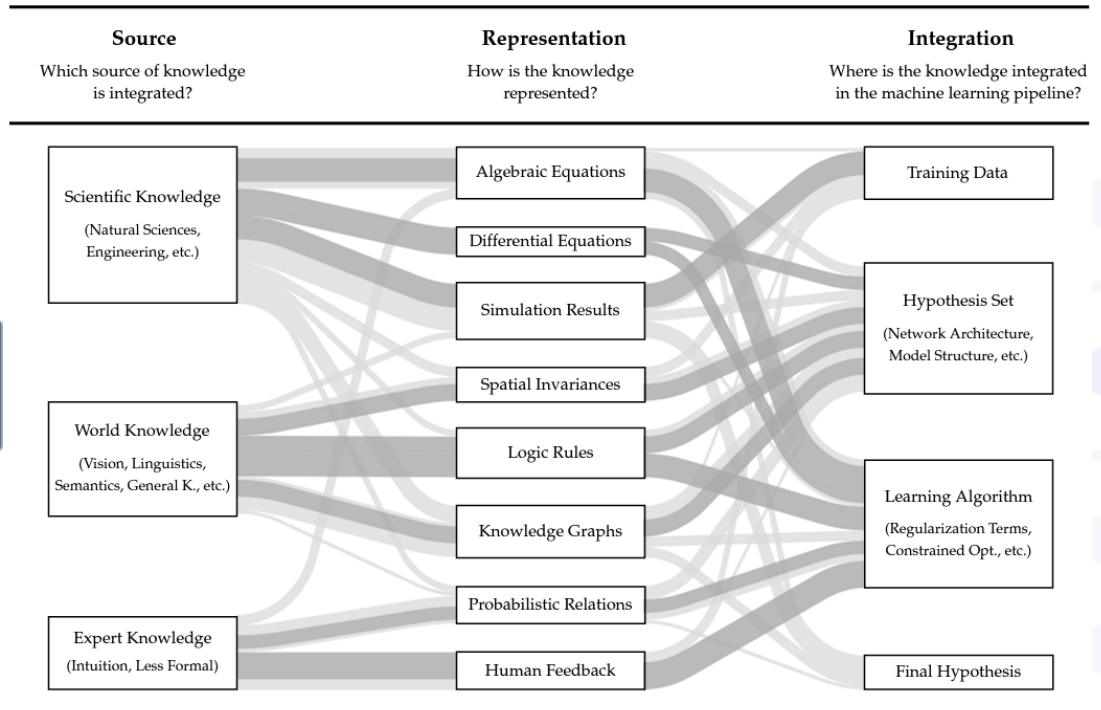 Source
Which source of knowledge
is integrated?
Representation
How is the knowledge
represented?
Integration
Where is the knowledge integrated
in the machine learning pipeline?
Scientific Knowledge
(Natural Sciences,
Engineering, etc.)
World Knowledge
(Vision, Linguistics,
Semantics, General K., etc.)
Expert Knowledge
(Intuition, Less Formal)
Algebraic Equations
Differential Equations
Simulation Results
Spatial Invariances
Logic Rules
Knowledge Graphs
Probabilistic Relations
Human Feedback
Training Data
Hypothesis Set
(Network Architecture,
Model Structure, etc.)
Learning Algorithm
(Regularization Terms,
Constrained Opt., etc.)
Final Hypothesis